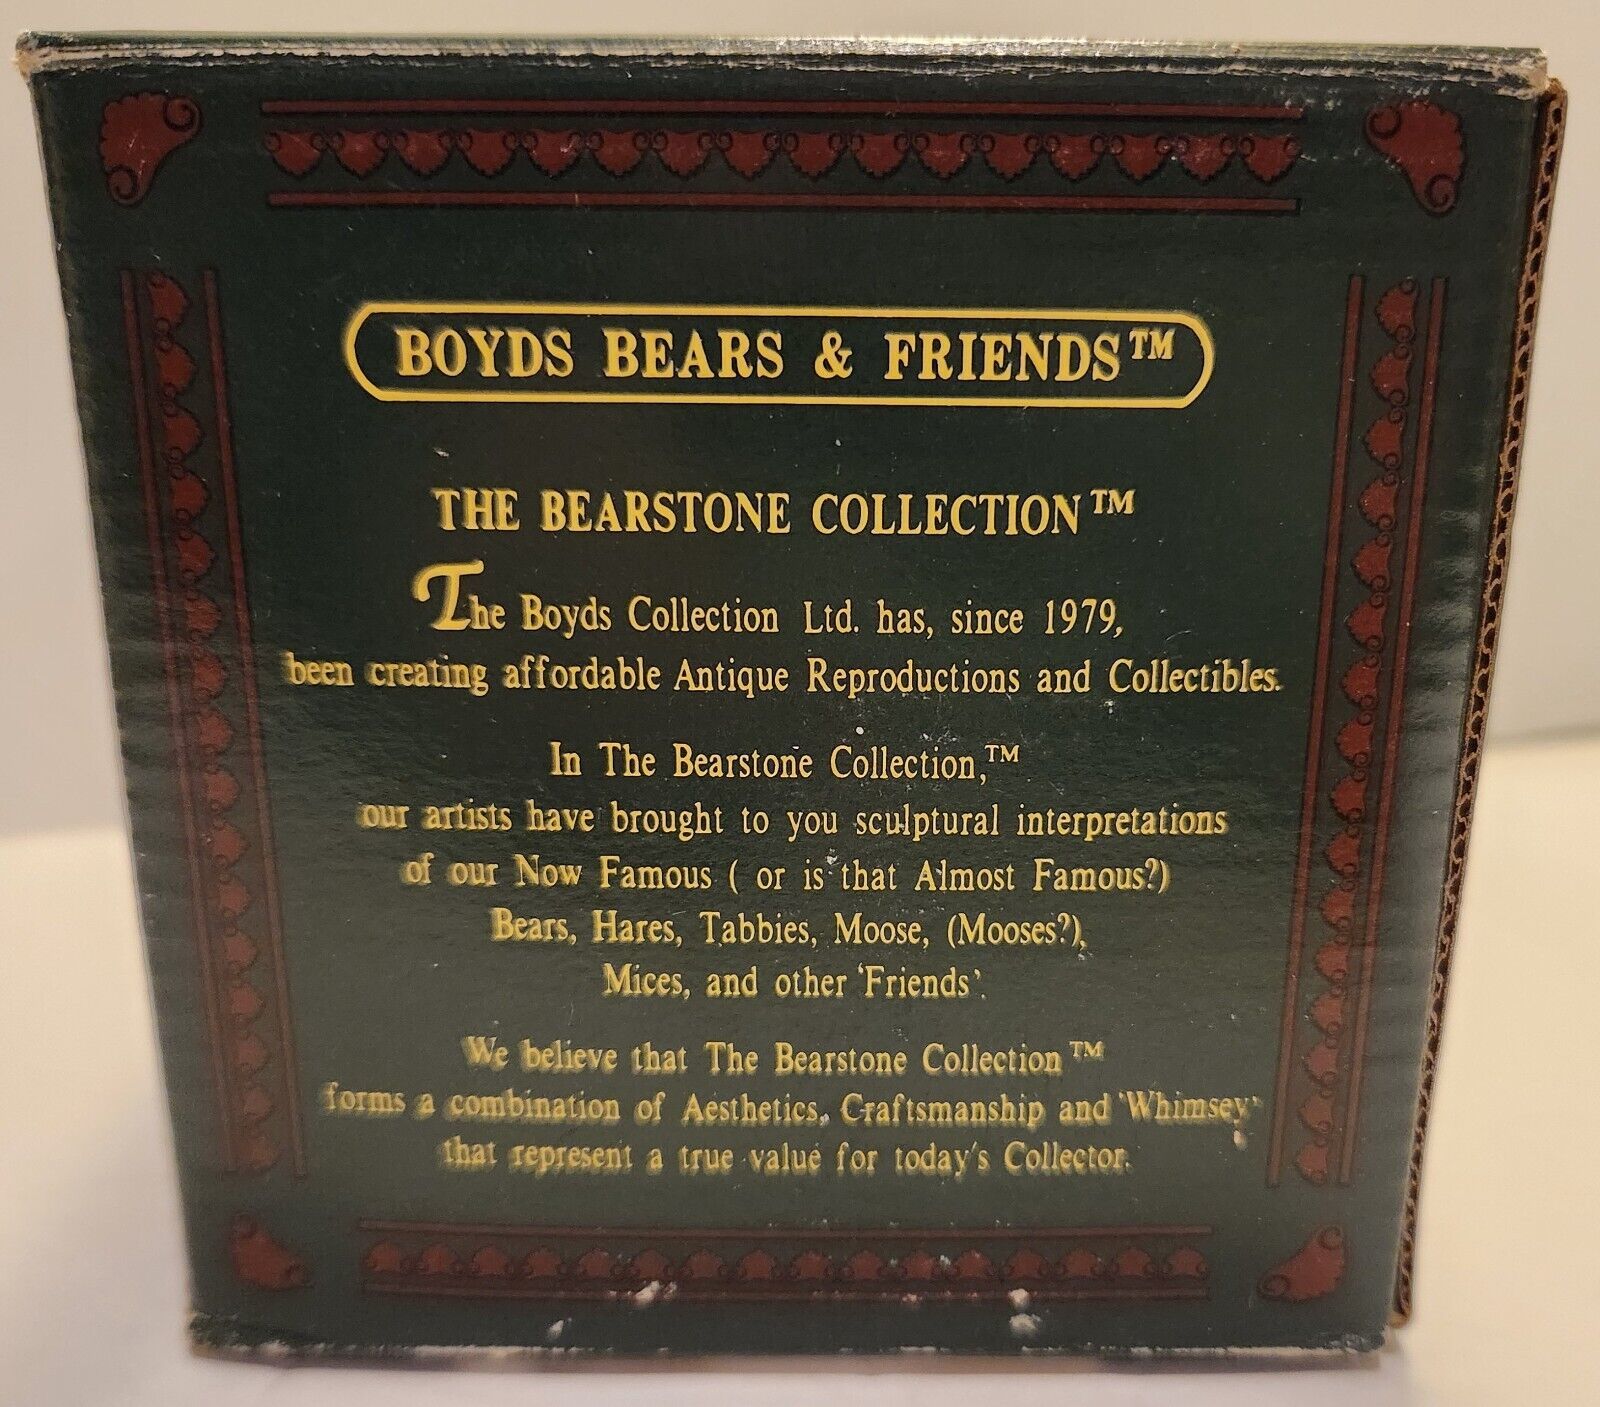 BOYDS BEARS & FRIENDS™
THE BEARSTONE COLLECTION™
The Boyds Collection Ltd. has, since 1979,
been creating affordable Antique Reproductions and Collectibles.
In The Bearstone Collection,™
our artists have brought to you sculptural interpretations
of our Now Famous ( or is that Almost Famous?)
Bears, Hares, Tabbies, Moose, (Mooses?),
Mices, and other 'Friends'.
We believe that The Bearstone Collection™
forms a combination of Aesthetics, Craftsmanship and 'Whimsey'
that represent a true value for today's Collector.